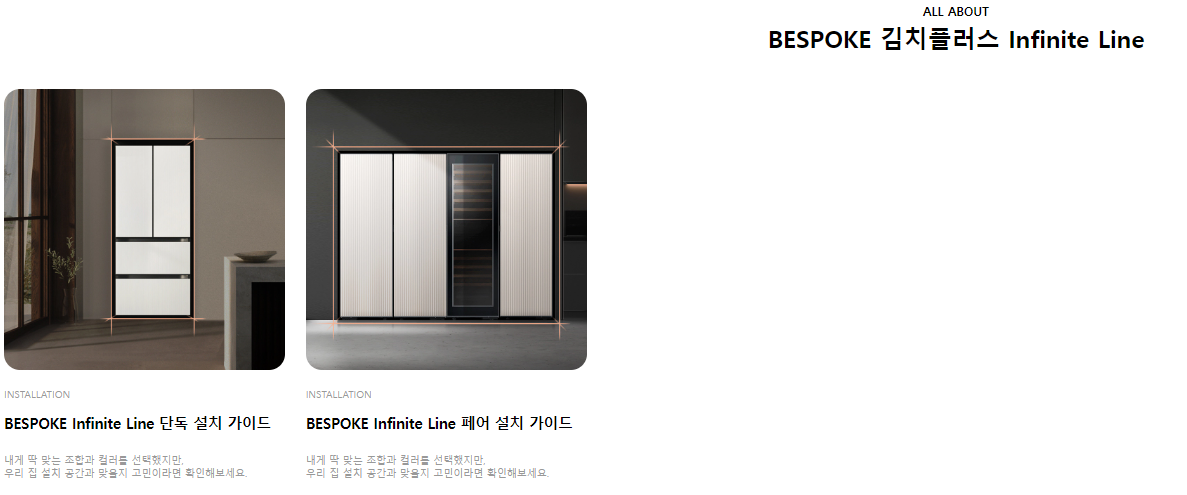 ALL ABOUT
BESPOKE 김치플러스 Infinite Line
INSTALLATION
BESPOKE Infinite Line 단독 설치 가이드
내게 딱 맞는 조합과 컬러를 선택했지만,
우리 집 설치 공간과 맞을지 고민이라면 확인해보세요.
INSTALLATION
BESPOKE Infinite Line 페어 설치 가이드
내게 딱 맞는 조합과 컬러를 선택했지만,
우리 집 설치 공간과 맞을지 고민이라면 확인해보세요.